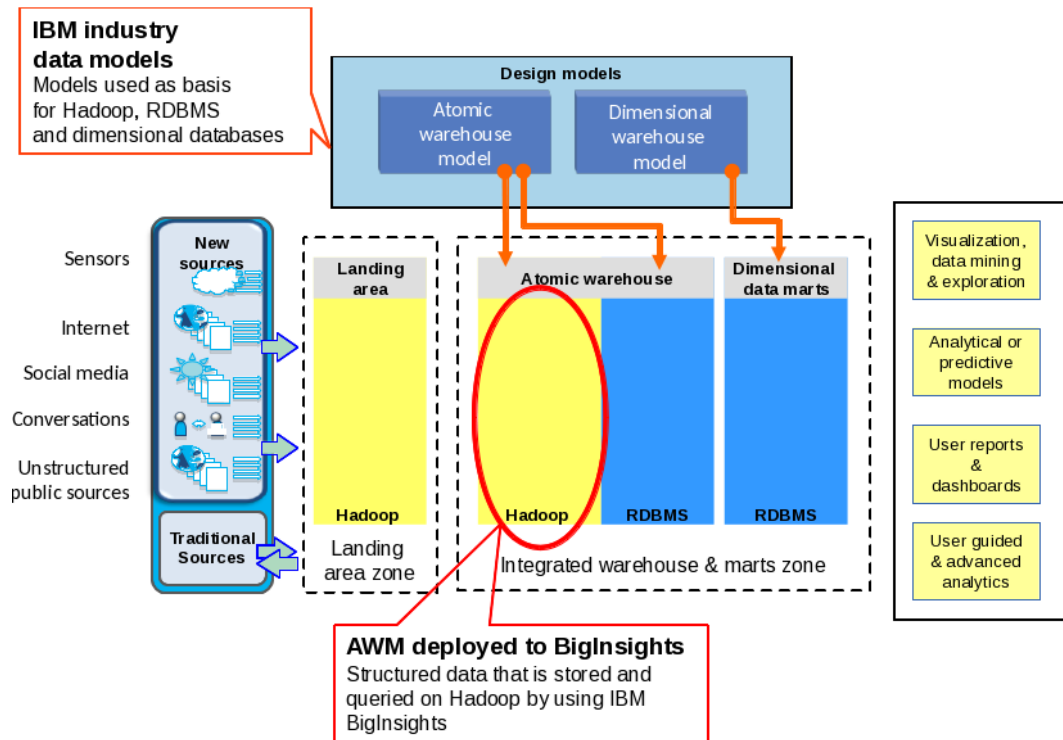 IBM industry
data models
Models used as basis
for Hadoop, RDBMS
and dimensional databases
Design models
Atomic
warehouse
model
Dimensional
warehouse
model
New
sources
Sensors
Internet
Social media
Conversations
Unstructured
public sources
Traditional
Sources
Landing
area
Hadoop
Landing
area zone
Atomic warehouse
Hadoop
RDBMS
Dimensional
data marts
RDBMS
Integrated warehouse & marts zone
Visualization,
data mining
& exploration
Analytical or
predictive
models
User reports
&
dashboards
User guided
& advanced
analytics
AWM deployed to BigInsights
Structured data that is stored and
queried on Hadoop by using IBM
BigInsights